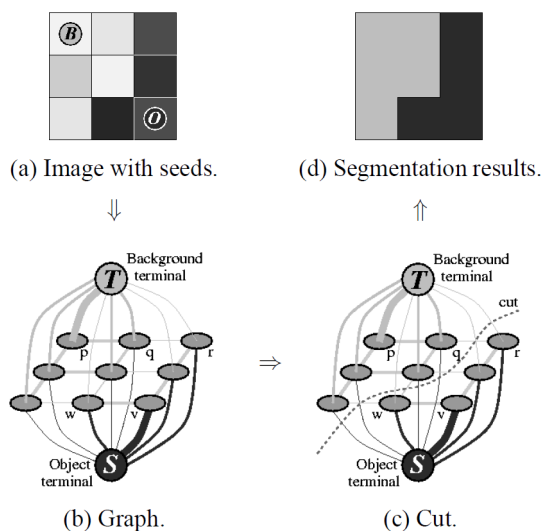 B
O
(a) Image with seeds.
(d) Segmentation results.
⇓
⇑
Background
terminal
T
p
q
r
w
v
Object
terminal
S
(b) Graph.
⇒
Background
terminal
T
cut
p
q
r
w
v
Object
terminal
S
(c) Cut.